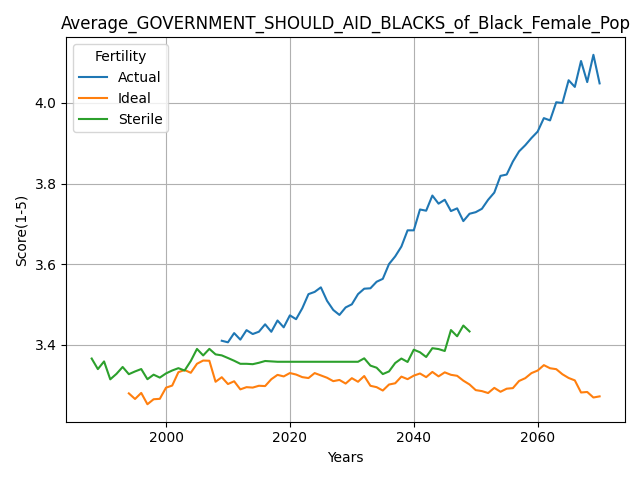 Average_GOVERNMENT_SHOULD_AID_BLACKS_of_Black_Female_Pop
Fertility
Actual
Ideal
Sterile
4.0
3.8
3.6
3.4
Score(1-5)
2000
2020
2040
2060
Years